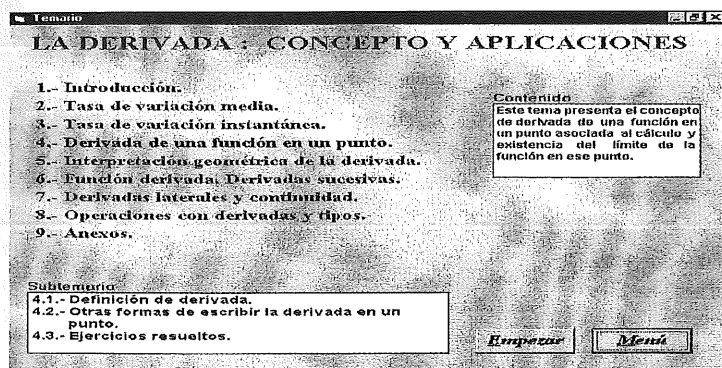 Temario
LA DERIVADA : CONCEPTO Y APLICACIONES
1.- Introducción.
2.- Tasa de variación media.
3.- Tasa de variación instantánea.
4.- Derivada de una función en un punto.
5.- Interpretación geométrica de la derivada.
6.- Función derivada. Derivadas sucesivas.
7.- Derivadas laterales y continuidad.
8.- Operaciones con derivadas y tipos.
9.- Anexos.
Contenido
Este tema presenta el concepto
de derivada de una función en
un punto asociada al cálculo y
existencia del límite de la
función en ese punto.
Subtemario
4.1.- Definición de derivada.
4.2.- Otras formas de escribir la derivada en un
punto.
4.3.- Ejercicios resueltos.
Empezar
Menú